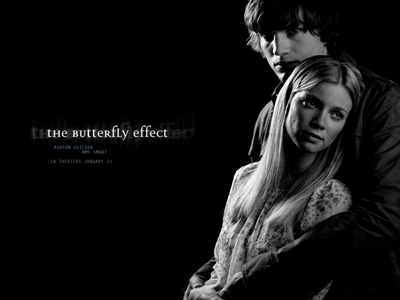 the butterfly effect
ASHTON KUTCHER
AMY SMART
IN THEATERS JANUARY 23